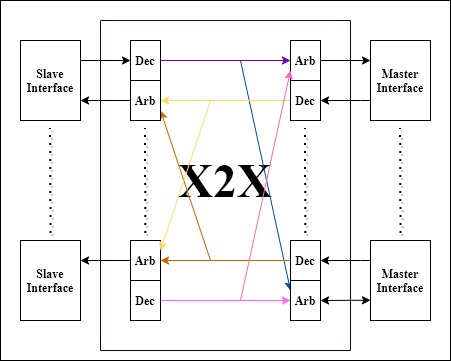 Slave
Interface
Dec
Arb
Arb
Dec
Master
Interface
X2X
Slave
Interface
Arb
Dec
Dec
Arb
Master
Interface